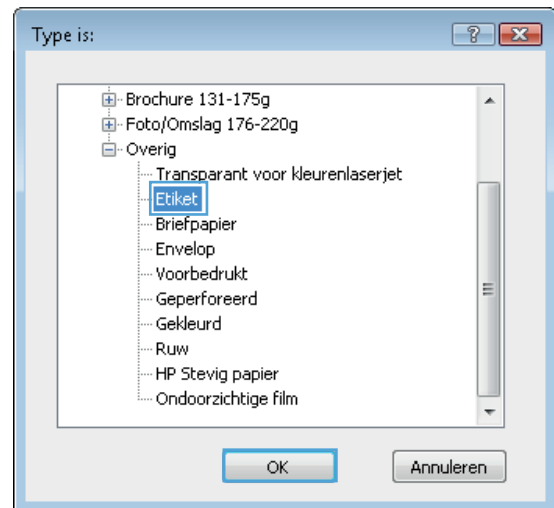 Type is:
Brochure 131-175g
Foto/Omslag 176-220g
Overig
Transparant voor kleurenlaserjet
Etiket
Briefpapier
Envelop
Voorbedrukt
Geperforeerd
Gekleurd
Ruw
HP Stevig papier
Ondoorzichtige film
OK Annuleren